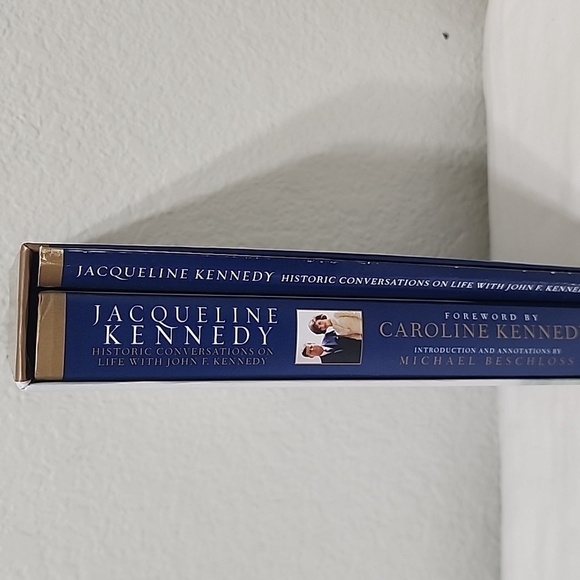 JACQUELINE KENNEDY HISTORIC CONVERSATIONS ON LIFE WITH JOHN F. KENNE
JACQUELINE
KENNEDY
HISTORIC CONVERSATIONS ON
LIFE WITH JOHN F. KENNEDY
FOREWORD BY
CAROLINE KENNED
INTRODUCTION AND ANNOTATIONS BY
MICHAEL BESCHLOSS